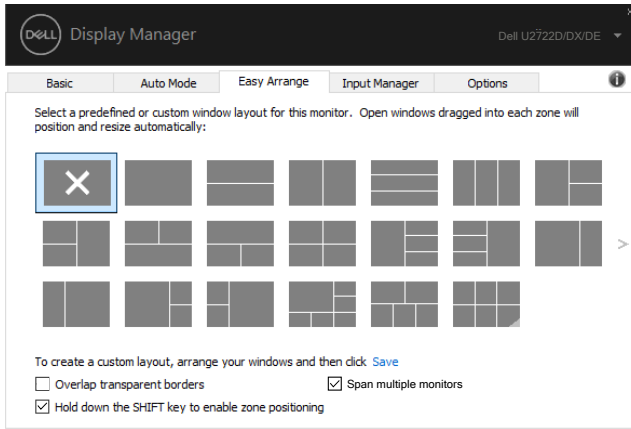 DELL Display Manager
Dell U2722D/DX/DE
Basic
Auto Mode
Easy Arrange
Input Manager
Options
Select a predefined or custom window layout for this monitor. Open windows dragged into each zone will
position and resize automatically:
To create a custom layout, arrange your windows and then click Save
Overlap transparent borders
Span multiple monitors
Hold down the SHIFT key to enable zone positioning